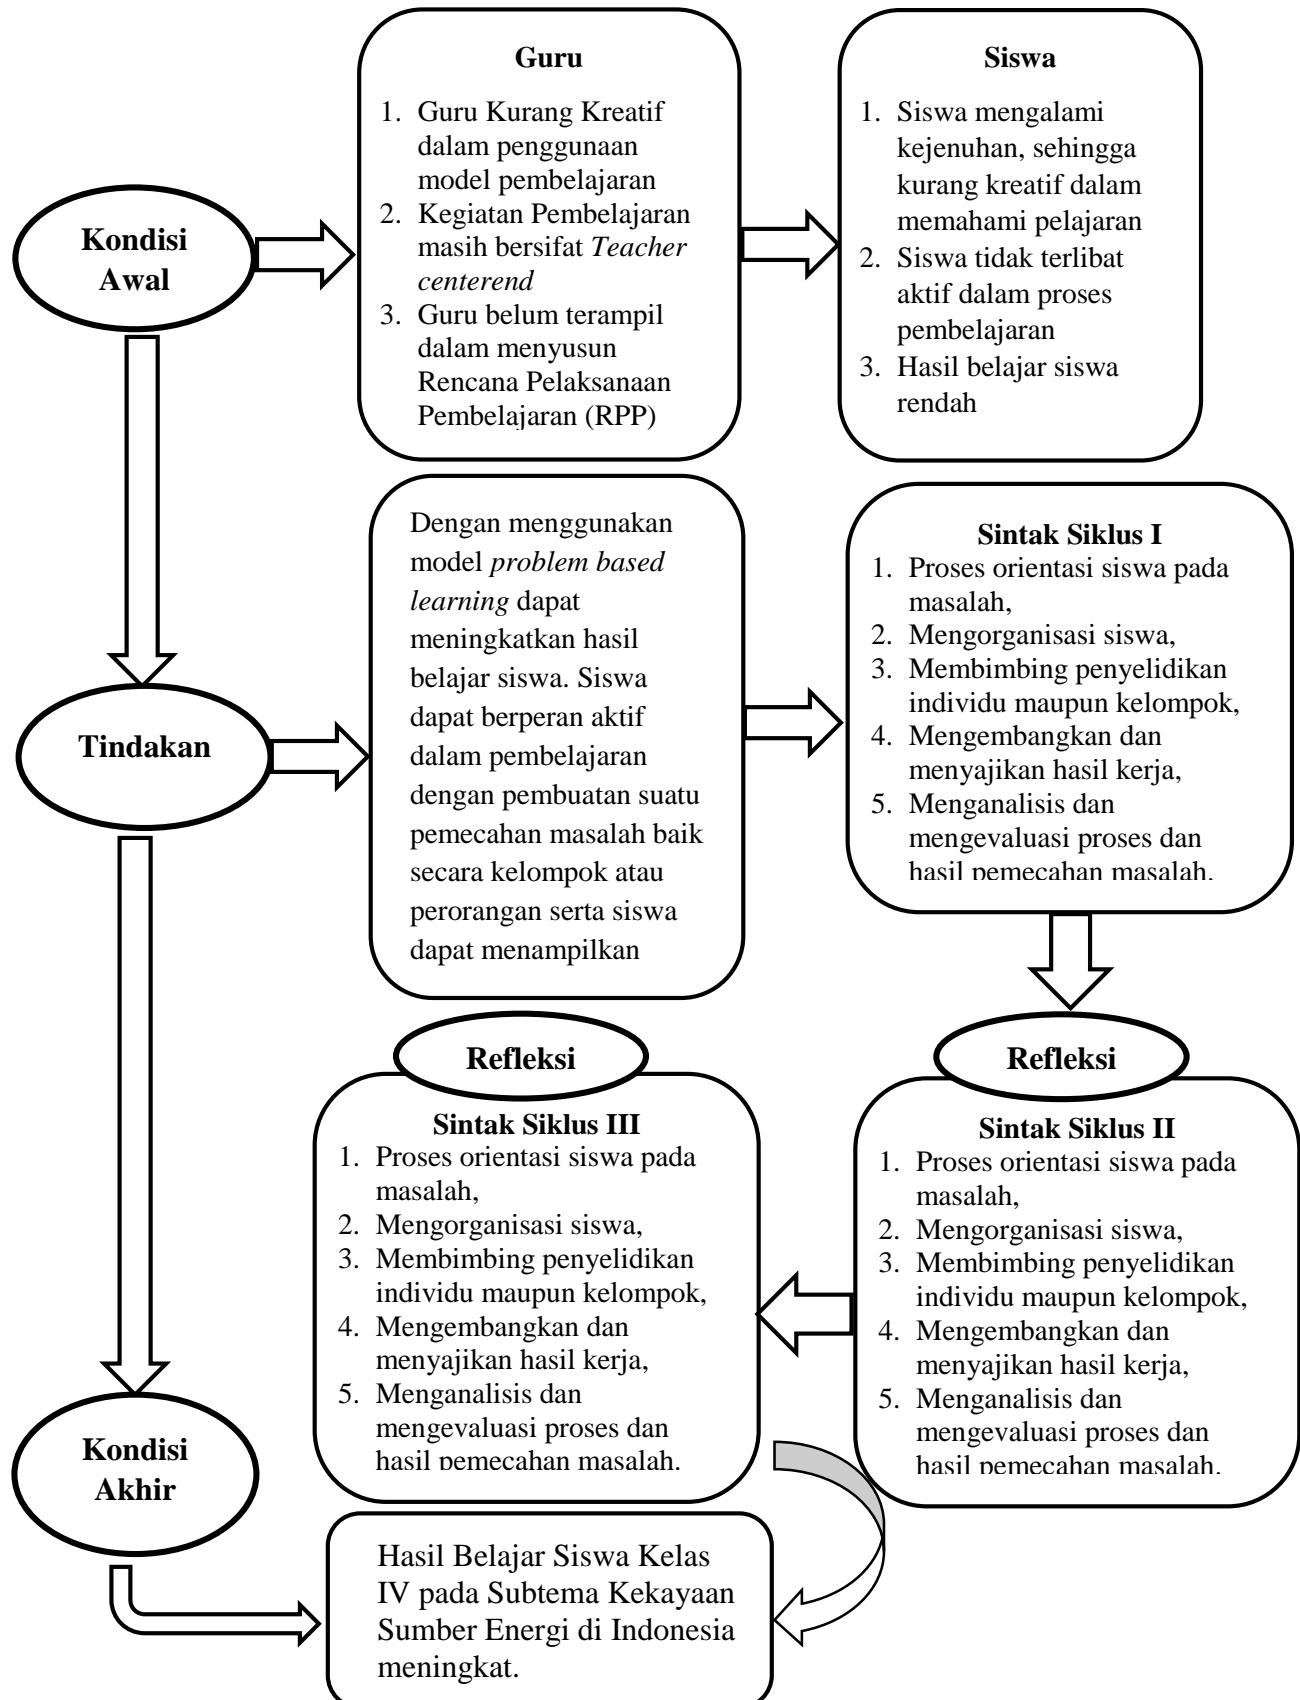 Guru
1. Guru Kurang Kreatif
dalam penggunaan
model pembelajaran
2. Kegiatan Pembelajaran
masih bersifat Teacher
centerend
3. Guru belum terampil
dalam menyusun
Rencana Pelaksanaan
Pembelajaran (RPP)
Siswa
1. Siswa mengalami
kejenuhan, sehingga
kurang kreatif dalam
memahami pelajaran
2. Siswa tidak terlibat
aktif dalam proses
pembelajaran
3. Hasil belajar siswa
rendah
Kondisi
Awal
Dengan menggunakan
model problem based
learning dapat
meningkatkan hasil
belajar siswa. Siswa
dapat berperan aktif
dalam pembelajaran
dengan pembuatan suatu
pemecahan masalah baik
secara kelompok atau
perorangan serta siswa
dapat menampilkan
Sintak Siklus I
1. Proses orientasi siswa pada
masalah,
2. Mengorganisasi siswa,
3. Membimbing penyelidikan
individu maupun kelompok,
4. Mengembangkan dan
menyajikan hasil kerja,
5. Menganalisis dan
mengevaluasi proses dan
hasil pemecahan masalah.
Tindakan
Refleksi
Sintak Siklus III
1. Proses orientasi siswa pada
masalah,
2. Mengorganisasi siswa,
3. Membimbing penyelidikan
individu maupun kelompok,
4. Mengembangkan dan
menyajikan hasil kerja,
5. Menganalisis dan
mengevaluasi proses dan
hasil pemecahan masalah.
Refleksi
Sintak Siklus II
1. Proses orientasi siswa pada
masalah,
2. Mengorganisasi siswa,
3. Membimbing penyelidikan
individu maupun kelompok,
4. Mengembangkan dan
menyajikan hasil kerja,
5. Menganalisis dan
mengevaluasi proses dan
hasil pemecahan masalah.
Kondisi
Akhir
Hasil Belajar Siswa Kelas
IV pada Subtema Kekayaan
Sumber Energi di Indonesia
meningkat.